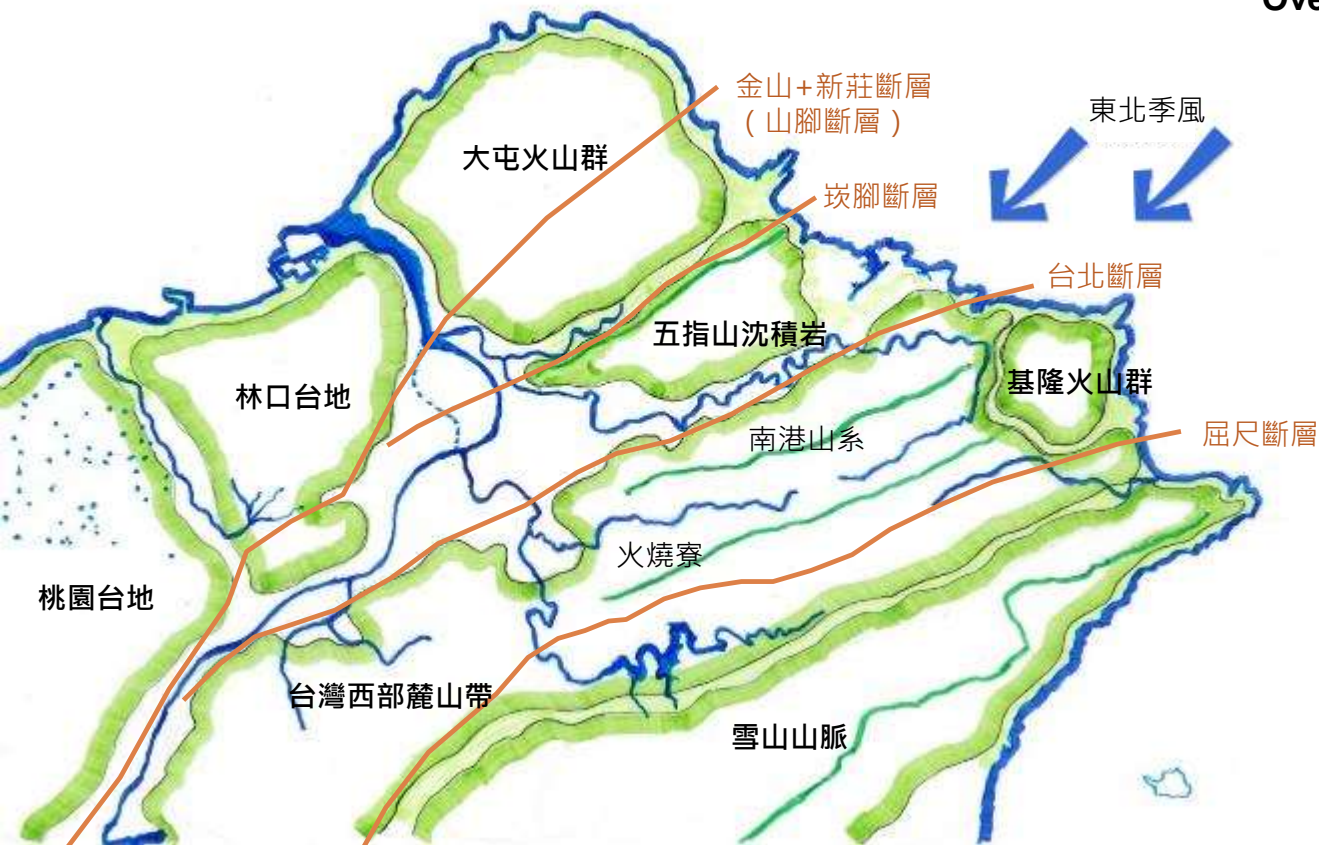 金山+新莊斷層
(山腳斷層)
東北季風
大屯火山群
崁腳斷層
台北斷層
五指山沈積岩
基隆火山群
林口台地
南港山系
屈尺斷層
火燒寮
桃園台地
台灣西部麓山帶
雪山山脈